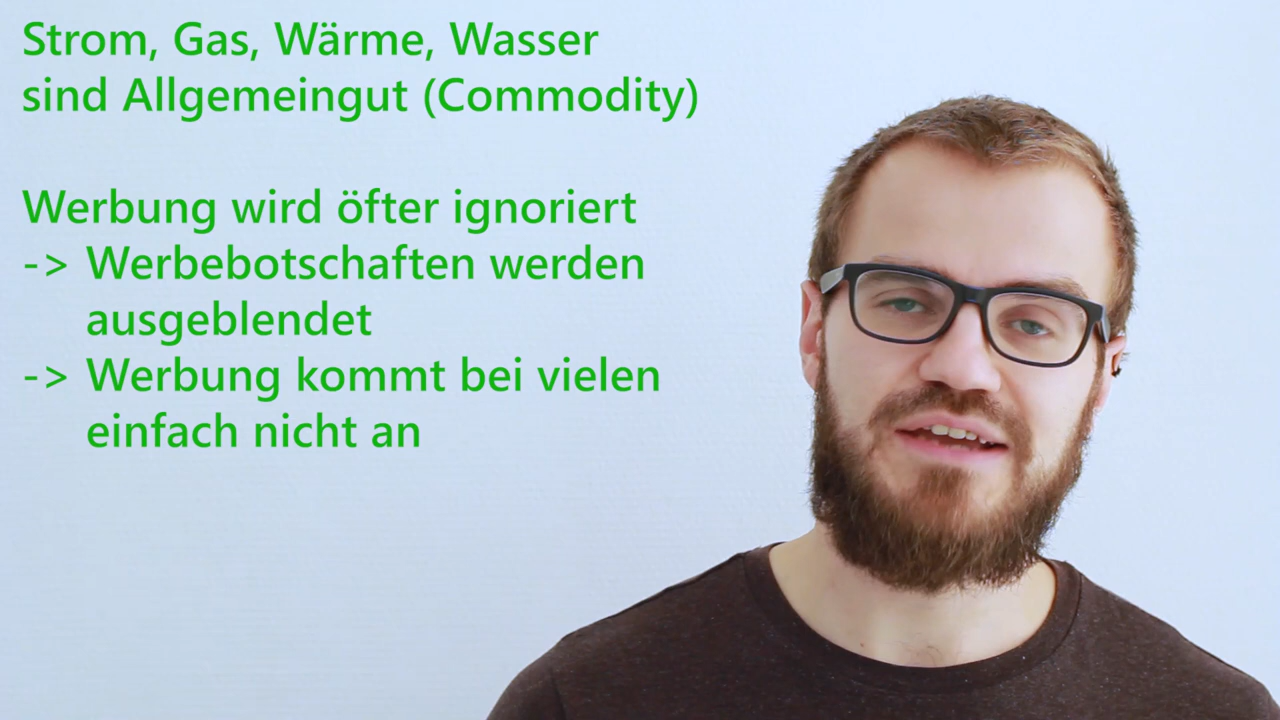 Strom, Gas, Wärme, Wasser
sind Allgemeingut (Commodity)
Werbung wird öfter ignoriert
-> Werbebotschaften werden
ausgeblendet
-> Werbung kommt bei vielen
einfach nicht an